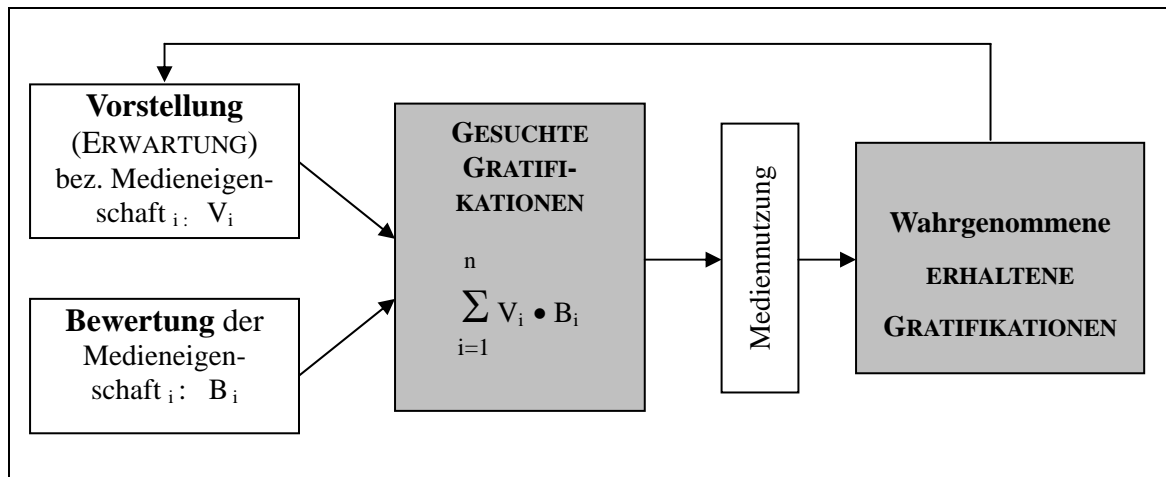 Vorstellung
(ERWARTUNG)
bez. Medieneigen-
schaft i : Vi
Bewertung der
Medieneigen-
schaft i : B i
GESUCHTE
GRATIFI-
KATIONEN
n
∑ Vi • Bi
i=1
Mediennutzung
Wahrgenommene
ERHALTENE
GRATIFIKATIONEN